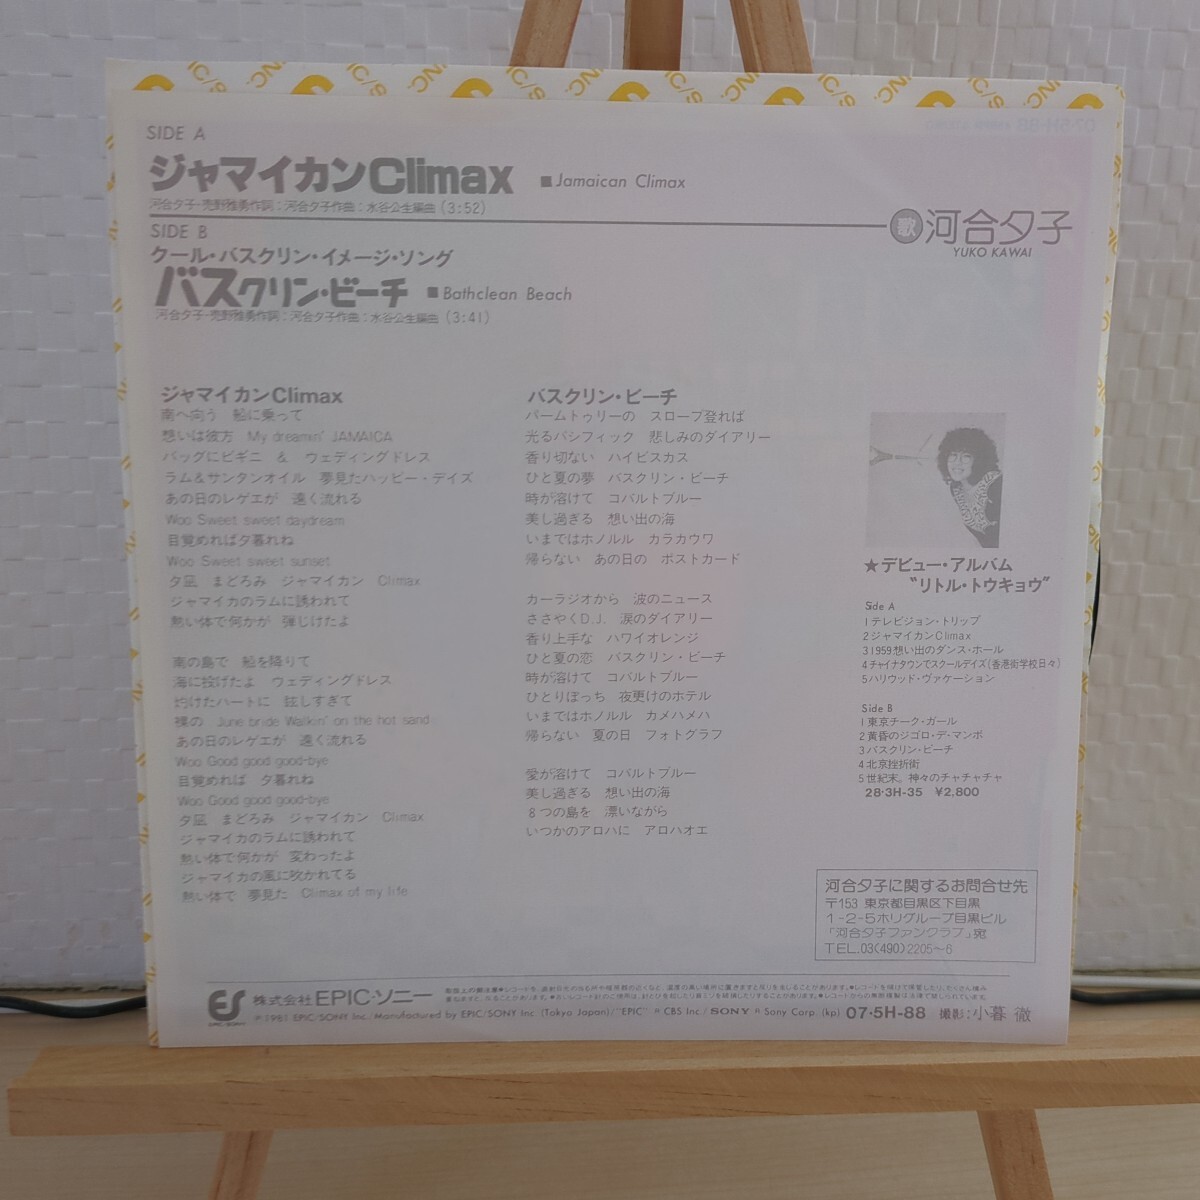 SIDE A
ジャマイカンClimax ■Jamaican Climax
河合夕子・売野雅勇作詞：河合夕子作曲：水谷公生編曲(3:52)
歌 河合夕子
YUKO KAWAI
SIDE B
クール・バスクリン・イメージ・ソング
バスクリン・ビーチ ■Bathclean Beach
河合夕子・売野雅勇作詞：河合夕子作曲：水谷公生編曲(3:41)
ジャマイカンClimax
南へ向う 船に乗って
想いは彼方 My dreamin' JAMAICA
バッグにビギニ & ウェディングドレス
ラム&サンタンオイル 夢見たハッピー・デイズ
あの日のレゲエが 遠く流れる
Woo Sweet sweet daydream
目覚めれば夕暮れね
Woo Sweet sweet sunset
夕凪 まどろみ ジャマイカン Climax
ジャマイカのラムに誘われて
熱い体で何かが 弾じけたよ
南の島で 船を降りて
海に投げたよ ウェディングドレス
灼けたハートに 眩しすぎて
裸の June bride Walkin' on the hot sand
あの日のレゲエが 遠く流れる
Woo Good good good-bye
目覚めれば 夕暮れね
Woo Good good good-bye
夕凪 まどろみ ジャマイカン Climax
ジャマイカのラムに誘われて
熱い体で何かが 変わったよ
ジャマイカの風に吹かれてる
熱い体で 夢見た Climax of my life
バスクリン・ビーチ
パームトゥリーの スロープ登れば
光るパシフィック 悲しみのダイアリー
香り切ない ハイビスカス
ひと夏の夢 バスクリン・ビーチ
時が溶けて コバルトブルー
美し過ぎる 想い出の海
いまではホノルル カラカウワ
帰らない あの日の ポストカード
カーラジオから 波のニュース
ささやくD.J. 涙のダイアリー
香り上手な ハワイオレンジ
ひと夏の恋 バスクリン・ビーチ
時が溶けて コバルトブルー
ひとりぼっち 夜更けのホテル
いまではホノルル カメハメハ
帰らない 夏の日 フォトグラフ
愛が溶けて コバルトブルー
美し過ぎる 想い出の海
8つの島を 漂いながら
いつかのアロハに アロハオエ
★デビュー・アルバム
"リトル・トウキョウ"
Side A
1テレビジョン・トリップ
2ジャマイカンClimax
3 1959想い出のダンス・ホール
4チャイナタウンでスクールデイズ(香港街学校日々)
5ハリウッド・ヴァケーション
Side B
1東京チーク・ガール
2黄昏のジゴロ・デ・マンボ
3バスクリン・ビーチ
4北京挫折街
5世紀末。神々のチャチャチャ
28・3H-35 ¥2,800
河合夕子に関するお問合せ先
〒153 東京都目黒区下目黒
1-2-5ホリグループ目黒ビル
「河合夕子ファンクラブ」宛
TEL.03(490)2205~6
ES EPIC/SONY 株式会社EPIC・ソニー
℗1981 EPIC/SONY Inc./Manufactured by EPIC/SONY Inc. (Tokyo Japan)/"EPIC" ® CBS Inc./SONY ® Sony Corp. (kp) 07・5H-88 撮影：小暮 徹